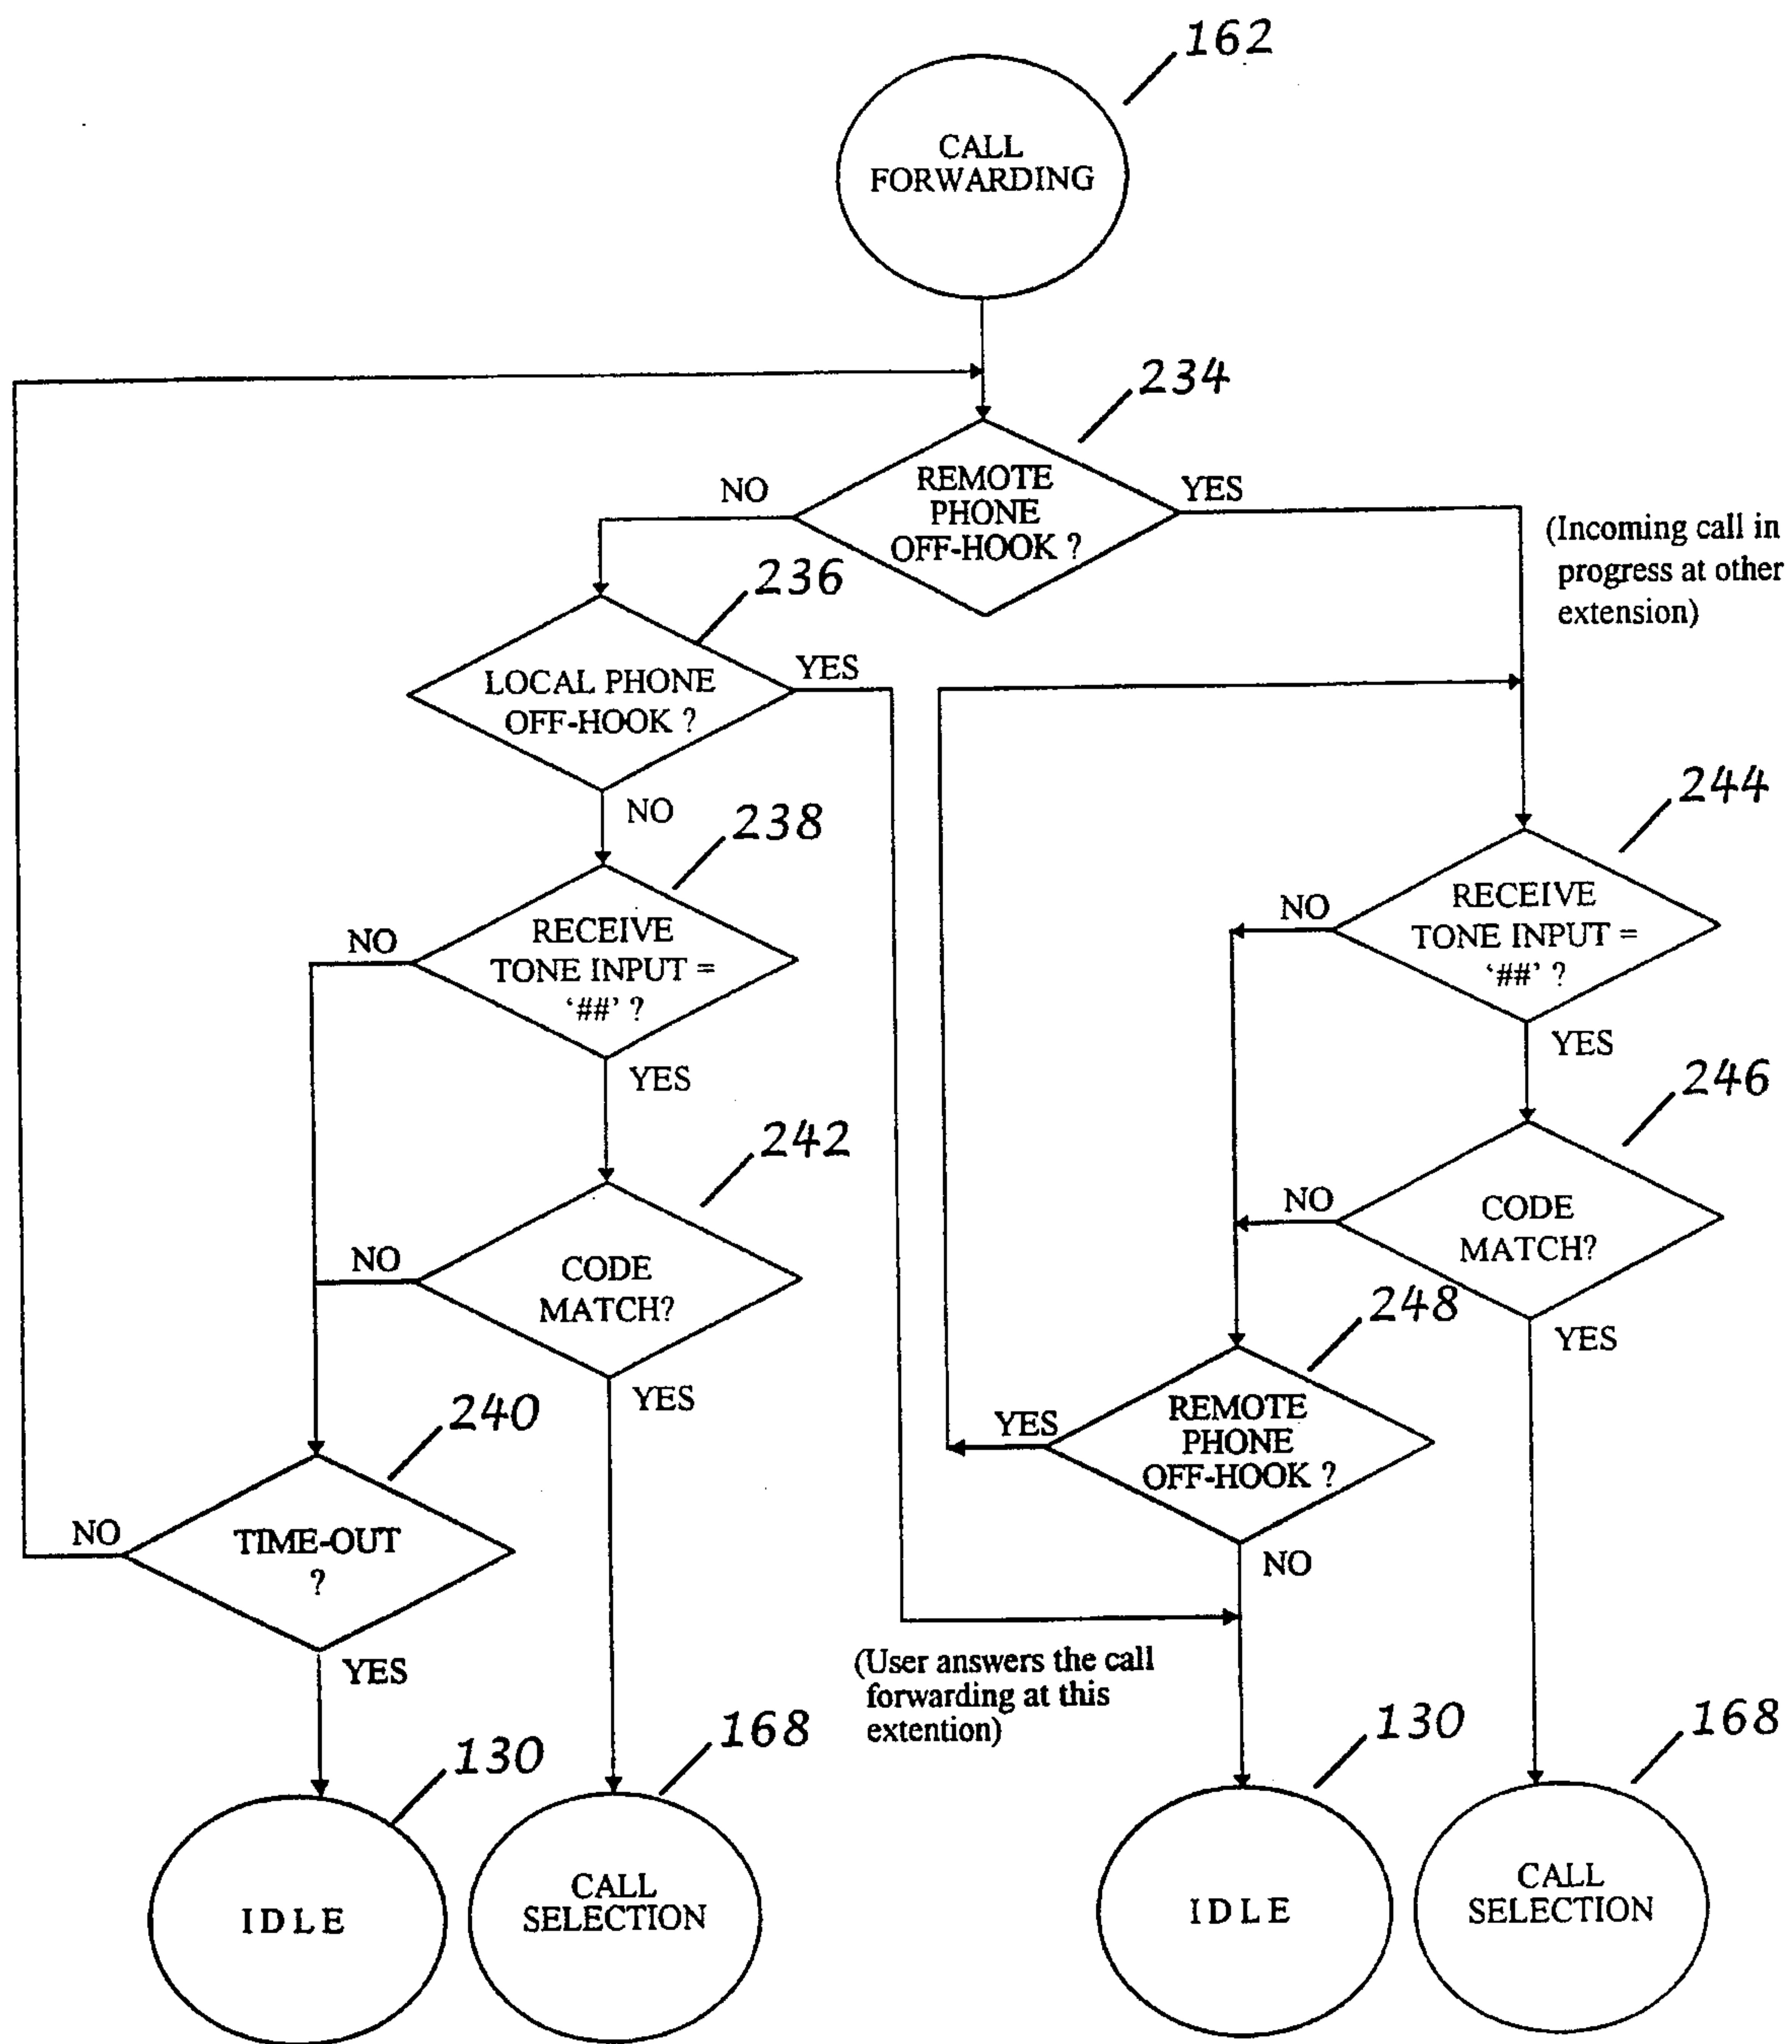 162
CALL
FORWARDING
234
REMOTE
PHONE
OFF-HOOK ?
NO
YES
(Incoming call in
progress at other
extension)
236
LOCAL PHONE
OFF-HOOK ?
YES
NO
238
RECEIVE
TONE INPUT =
‘##’ ?
NO
YES
244
RECEIVE
TONE INPUT =
‘##’ ?
NO
YES
242
CODE
MATCH?
NO
YES
246
CODE
MATCH?
NO
YES
240
TIME-OUT
?
NO
YES
248
REMOTE
PHONE
OFF-HOOK ?
YES
NO
(User answers the call
forwarding at this
extention)
130
IDLE
168
CALL
SELECTION
130
IDLE
168
CALL
SELECTION